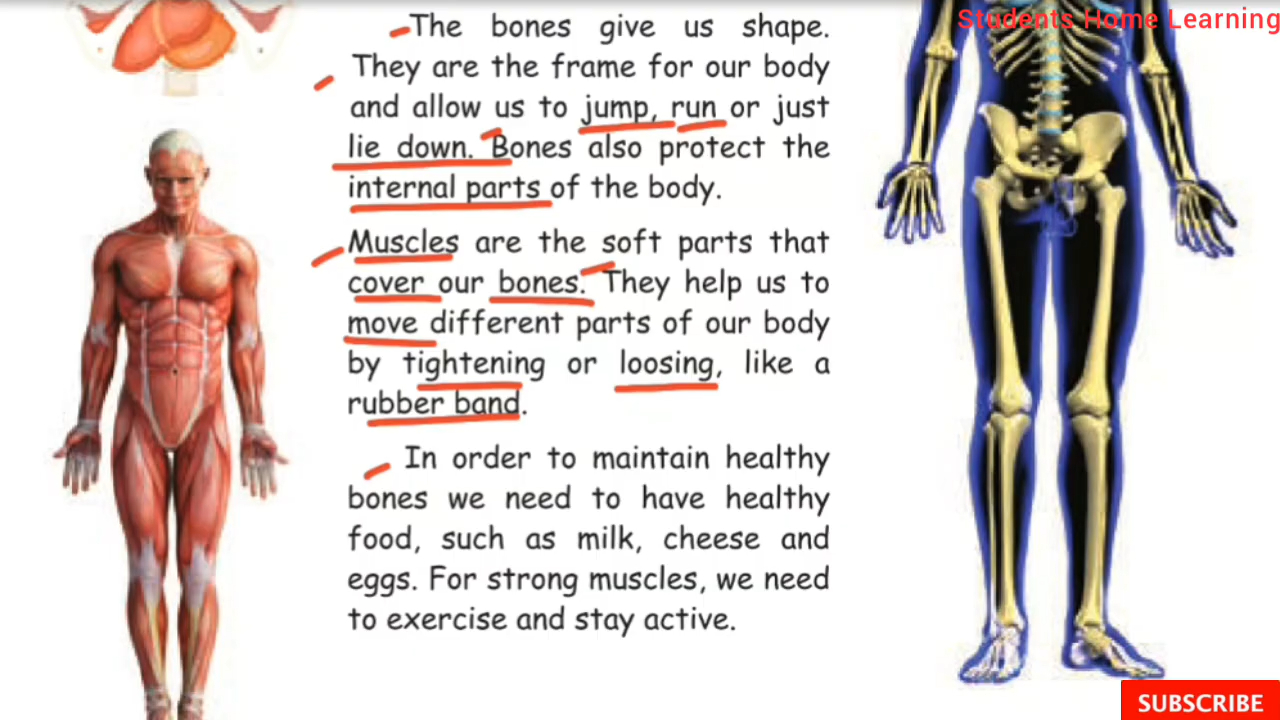 Students Home Learning
The bones give us shape.
They are the frame for our body
and allow us to jump, run or just
lie down. Bones also protect the
internal parts of the body.
Muscles are the soft parts that
cover our bones. They help us to
move different parts of our body
by tightening or loosing, like a
rubber band.
In order to maintain healthy
bones we need to have healthy
food, such as milk, cheese and
eggs. For strong muscles, we need
to exercise and stay active.
SUBSCRIBE